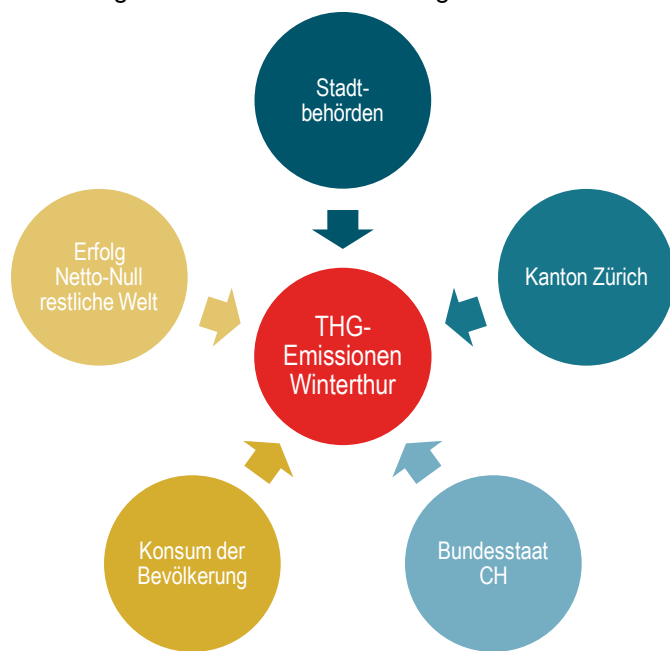 Stadt-
behörden
Erfolg
Netto-Null
restliche Welt
Kanton Zürich
THG-
Emissionen
Winterthur
Konsum der
Bevölkerung
Bundesstaat
CH